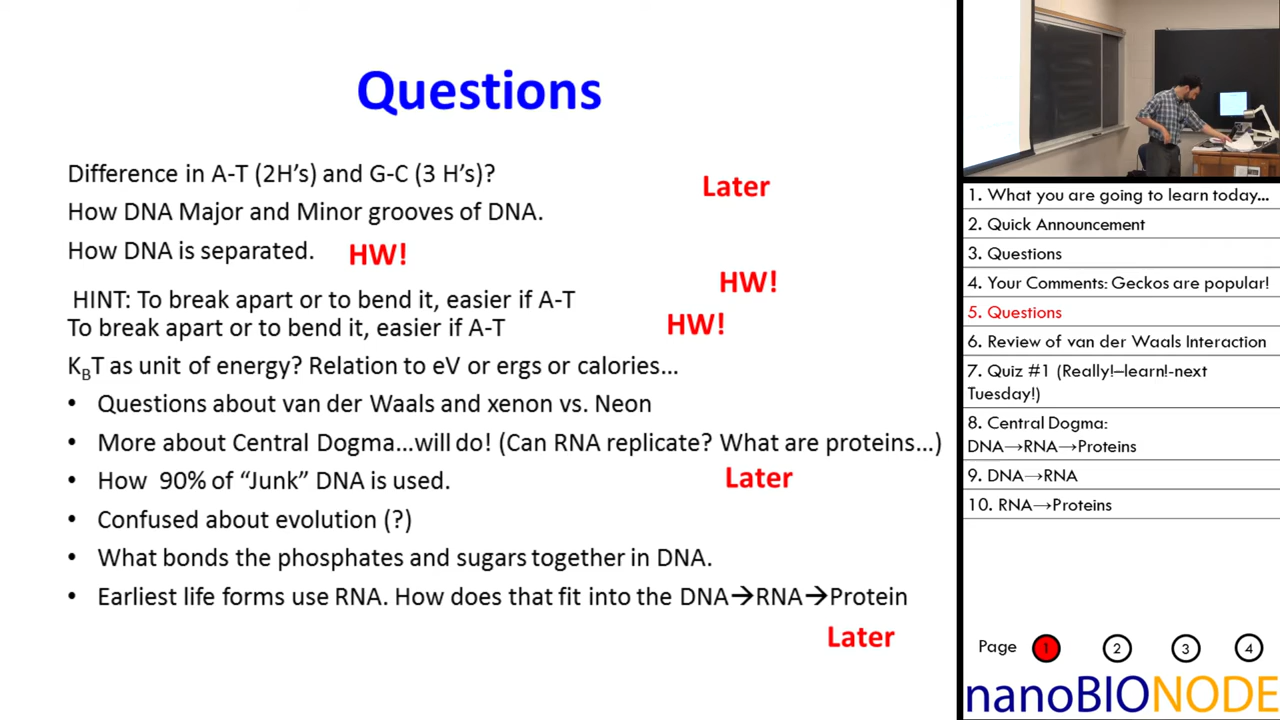 Questions
Difference in A-T (2H's) and G-C (3 H's)?
Later
How DNA Major and Minor grooves of DNA.
How DNA is separated. HW!
HW!
HINT: To break apart or to bend it, easier if A-T
To break apart or to bend it, easier if A-T HW!
KBT as unit of energy? Relation to eV or ergs or calories...
• Questions about van der Waals and xenon vs. Neon
• More about Central Dogma...will do! (Can RNA replicate? What are proteins...)
• How 90% of “Junk” DNA is used. Later
• Confused about evolution (?)
• What bonds the phosphates and sugars together in DNA.
• Earliest life forms use RNA. How does that fit into the DNA→RNA→Protein
Later
1. What you are going to learn today...
2. Quick Announcement
3. Questions
4. Your Comments: Geckos are popular!
5. Questions
6. Review of van der Waals Interaction
7. Quiz #1 (Really!–learn!-next
Tuesday!)
8. Central Dogma:
DNA→RNA→Proteins
9. DNA→RNA
10. RNA→Proteins
Page 1 2 3 4
nanoBIONODE